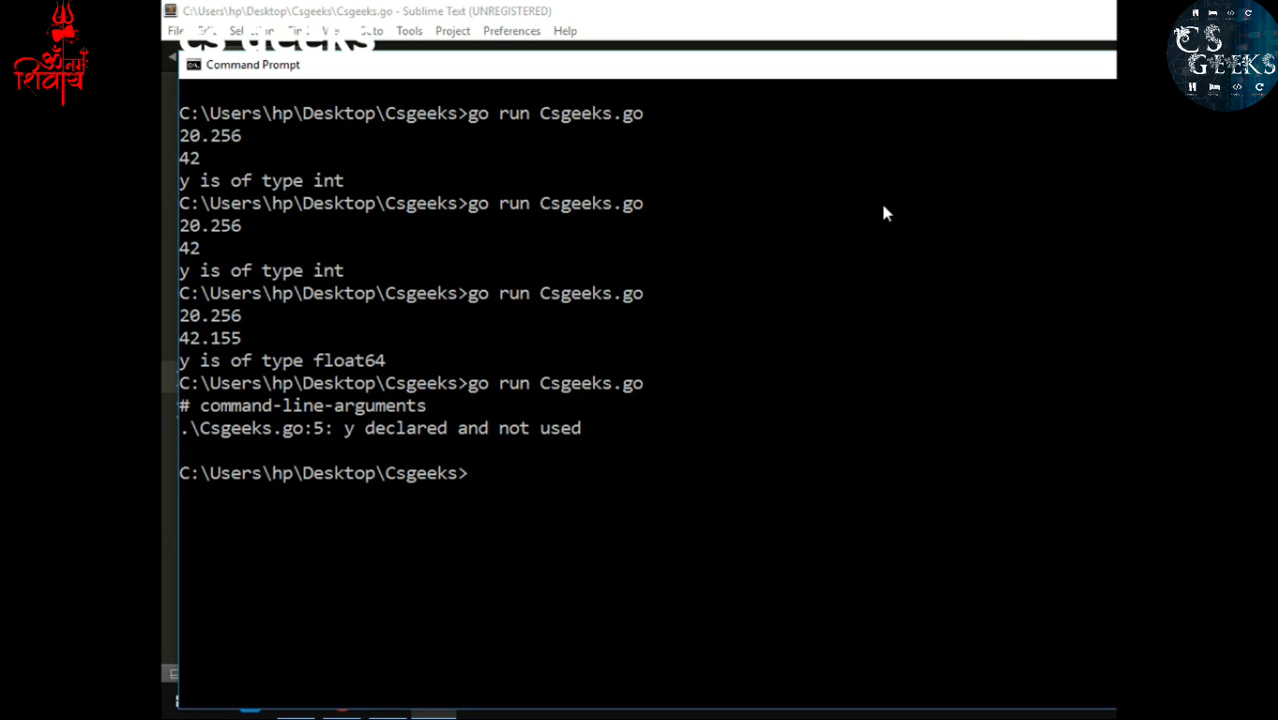 C:\Users\hp\Desktop\Csgeeks\Csgeeks.go - Sublime Text (UNREGISTERED)
File Tools Project Preferences Help
cs geeks
Command Prompt
C:\Users\hp\Desktop\Csgeeks>go run Csgeeks.go
20.256
42
y is of type int
C:\Users\hp\Desktop\Csgeeks>go run Csgeeks.go
20.256
42
y is of type int
C:\Users\hp\Desktop\Csgeeks>go run Csgeeks.go
20.256
42.155
y is of type float64
C:\Users\hp\Desktop\Csgeeks>go run Csgeeks.go
# command-line-arguments
.\Csgeeks.go:5: y declared and not used
C:\Users\hp\Desktop\Csgeeks>
ॐ नमः
शिवाय
CS
GEEKS